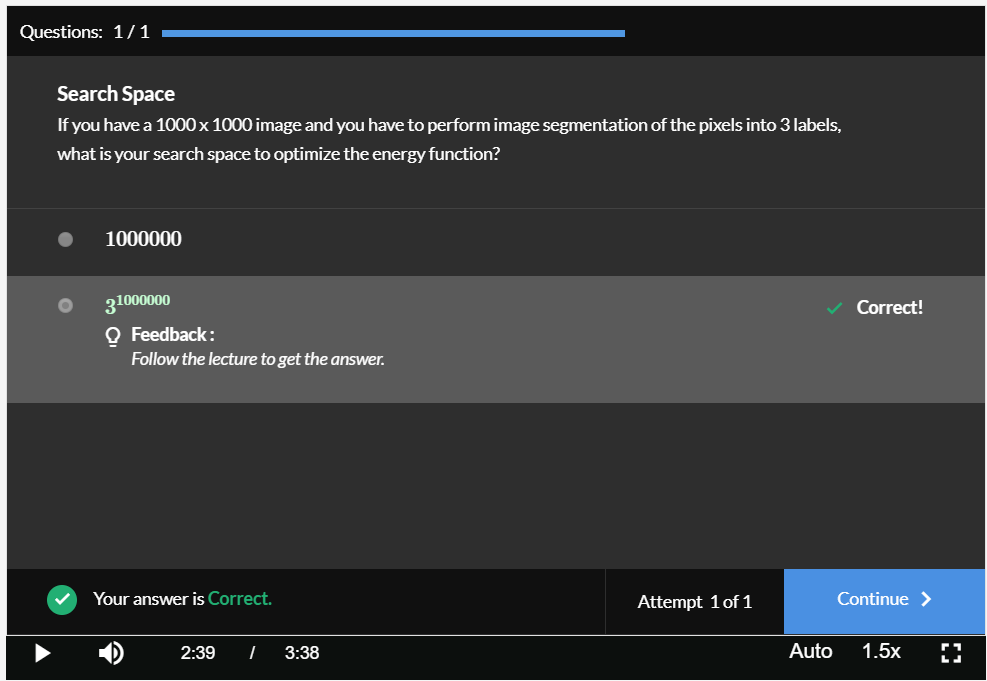 Questions: 1 / 1
Search Space
If you have a 1000 x 1000 image and you have to perform image segmentation of the pixels into 3 labels,
what is your search space to optimize the energy function?
1000000
3^1000000
Correct!
Feedback :
Follow the lecture to get the answer.
Your answer is Correct.
Attempt 1 of 1
Continue
2:39 / 3:38
Auto 1.5x